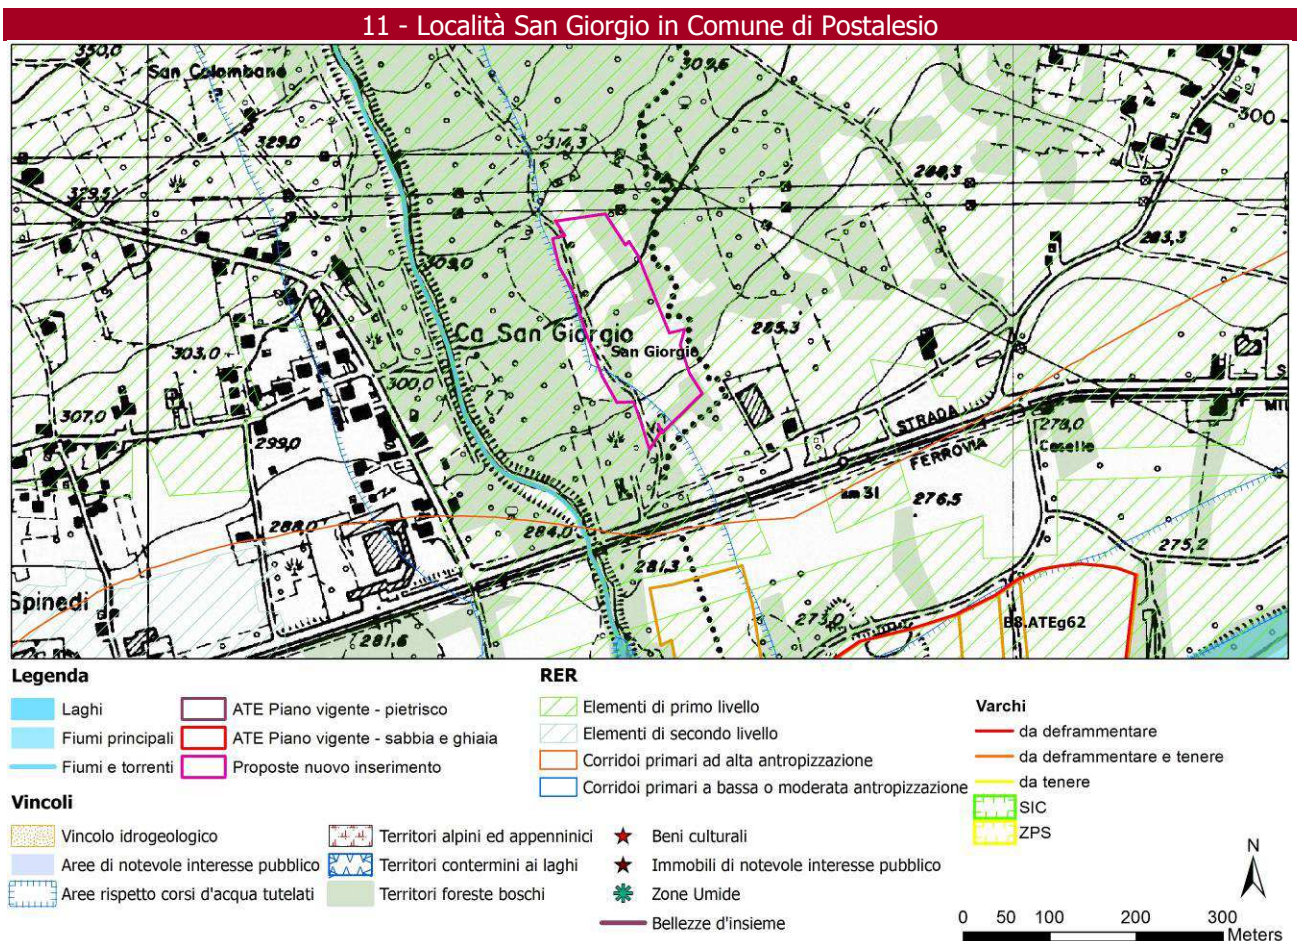 11 - Località San Giorgio in Comune di Postalesio
350,0
San Colombano
309,6
300
329,0
314,3
288,3
329,5
283,3
309,0
Ca San Giorgio
285,3
San Giorgio
303,0
300,0
307,0
STRADA
278,0
299,0
FERROVIA
Casello
km 31
276,5
288,0
284,0
275,2
281,3
Spinedi
273,0
B8.ATEg62
281,6
Legenda
Laghi
Fiumi principali
Fiumi e torrenti
ATE Piano vigente - pietrisco
ATE Piano vigente - sabbia e ghiaia
Proposte nuovo inserimento
RER
Elementi di primo livello
Elementi di secondo livello
Corridoi primari ad alta antropizzazione
Corridoi primari a bassa o moderata antropizzazione
Varchi
da deframmentare
da deframmentare e tenere
da tenere
SIC
ZPS
Vincoli
Vincolo idrogeologico
Aree di notevole interesse pubblico
Aree rispetto corsi d'acqua tutelati
Territori alpini ed appenninici
Territori contermini ai laghi
Territori foreste boschi
Beni culturali
Immobili di notevole interesse pubblico
Zone Umide
Bellezze d'insieme
N
0 50 100 200 300
Meters